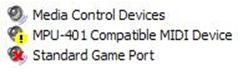 Media Control Devices
MPU-401 Compatible MIDI Device
Standard Game Port